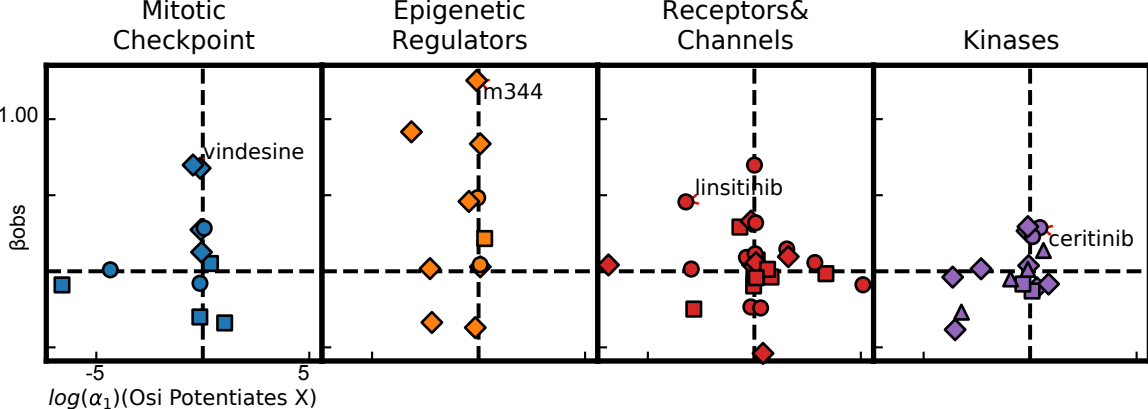 Mitotic
Checkpoint
Epigenetic
Regulators
Receptors&
Channels
Kinases
1.00
βobs
vindesine
m344
linsitinib
ceritinib
-5
5
log(α₁)(Osi Potentiates X)